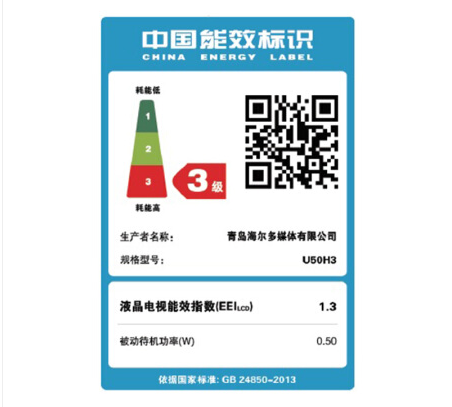 中国能效标识
CHINA ENERGY LABEL
耗能低
1
2
3
3级
耗能高
生产者名称： 青岛海尔多媒体有限公司
规格型号： U50H3
液晶电视能效指数(EEILCD) 1.3
被动待机功率(W) 0.50
依据国家标准: GB 24850-2013